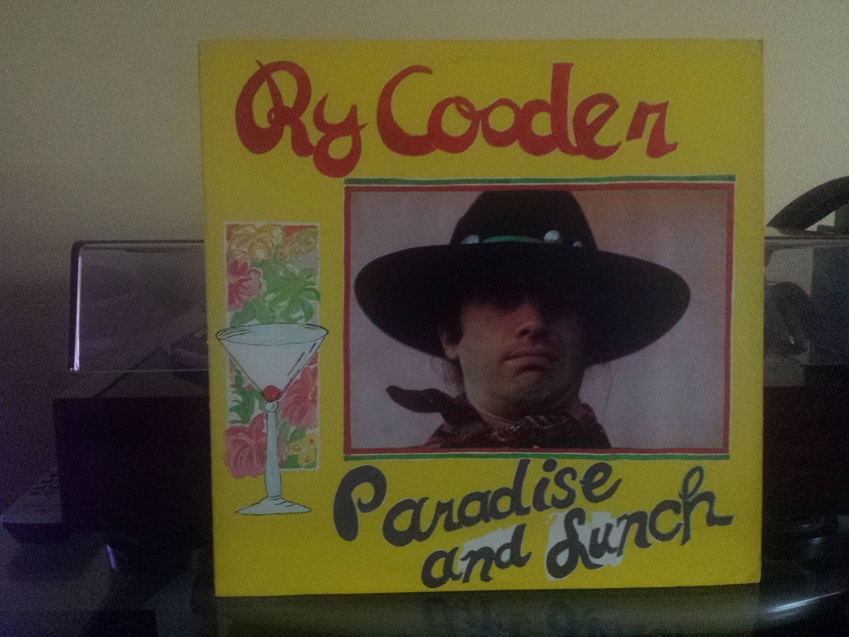 Ry Cooder
Paradise
and Lunch